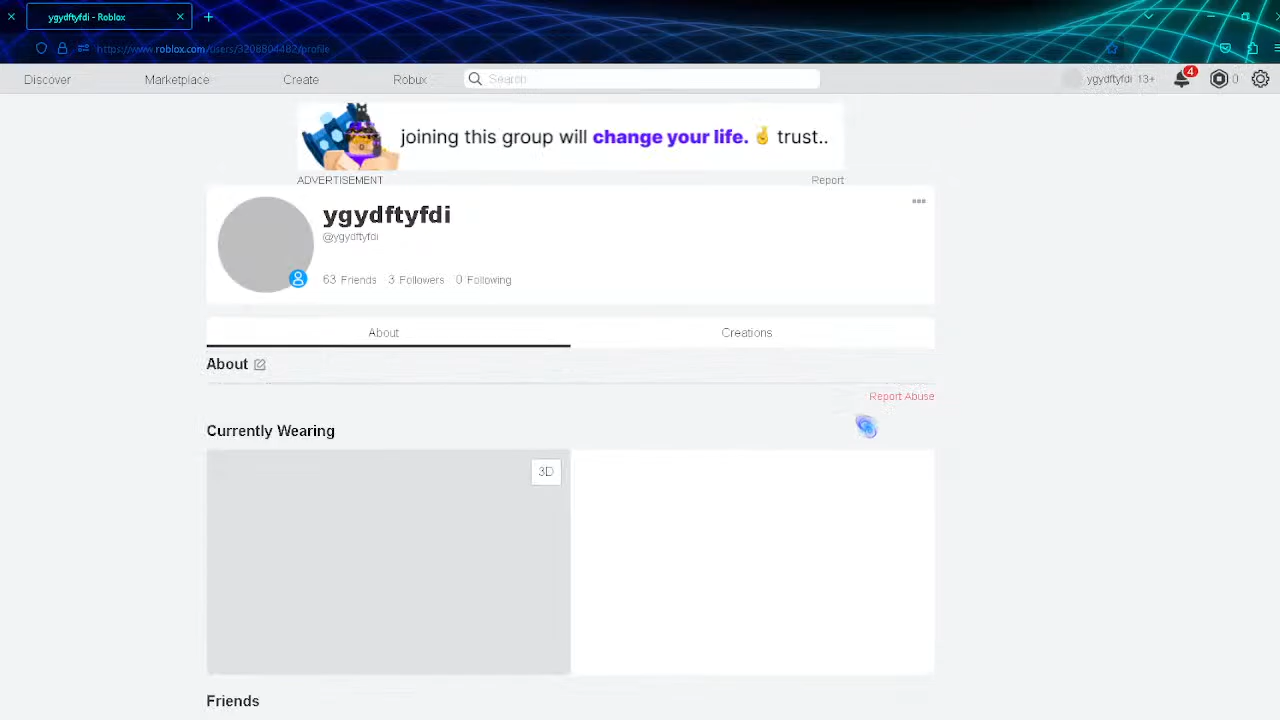 ygydftyfdi - Roblox
https://www.roblox.com/users/3208804482/profile
Discover
Marketplace
Create
Robux
Search
ygydftyfdi 13+
4
0
joining this group will change your life. 🤞 trust..
ADVERTISEMENT
Report
ygydftyfdi
@ygydftyfdi
63 Friends 3 Followers 0 Following
About
Creations
About
Report Abuse
Currently Wearing
3D
Friends